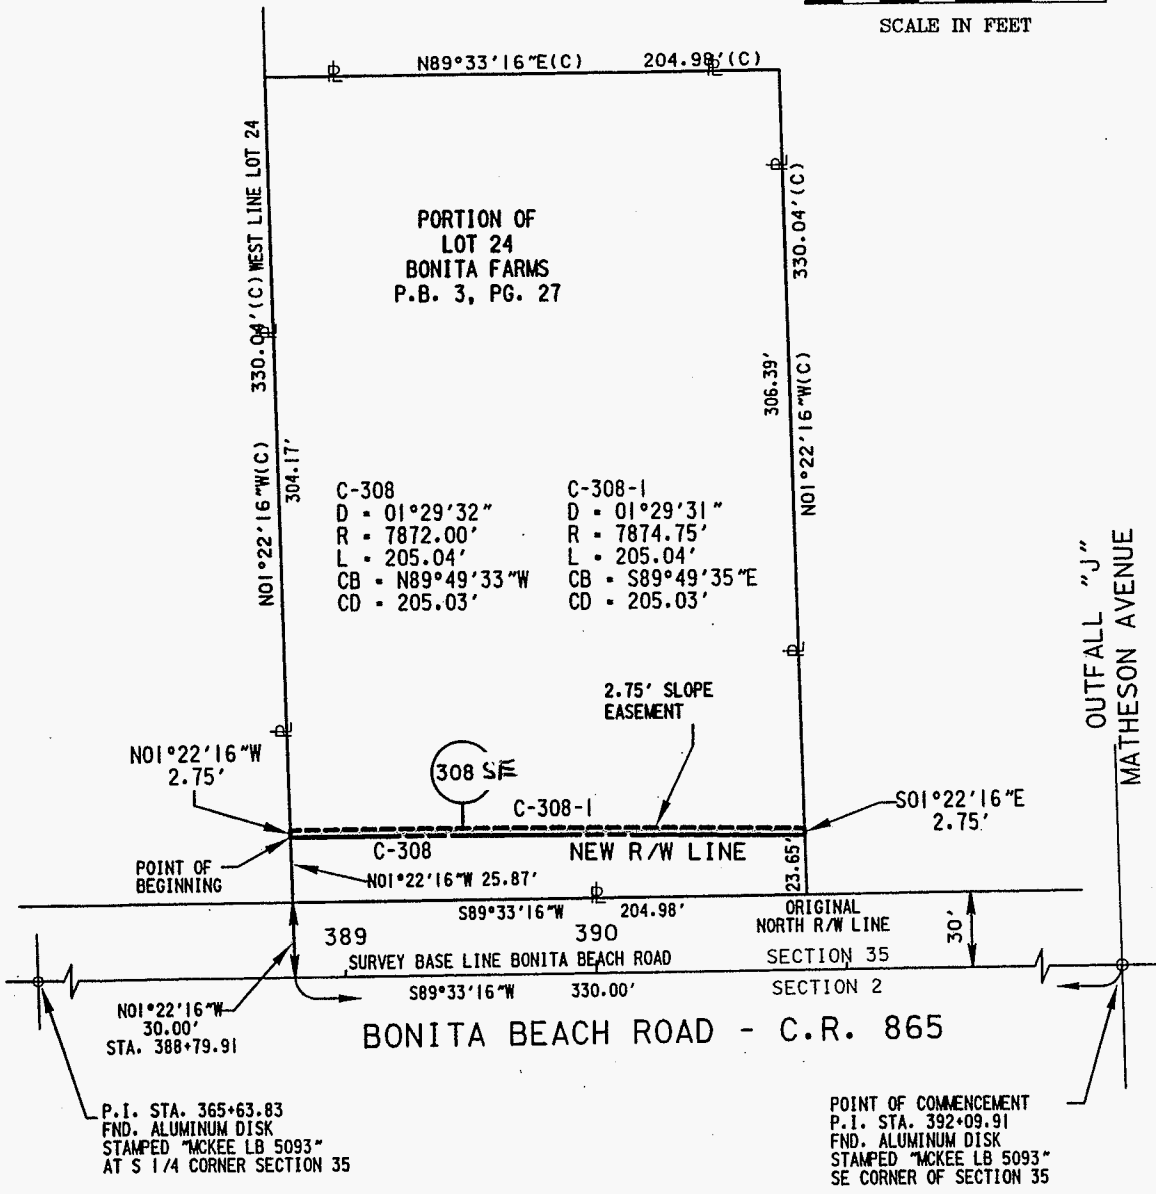 SCALE IN FEET
N89°33'16"E(C)
204.98'(C)
330.04'(C) WEST LINE LOT 24
330.04'(C)
PORTION OF
LOT 24
BONITA FARMS
P.B. 3, PG. 27
N01°22'16"W(C)
304.17'
306.39'
N01°22'16"W(C)
C-308
D = 01°29'32"
R = 7872.00'
L = 205.04'
CB = N89°49'33"W
CD = 205.03'
C-308-1
D = 01°29'31"
R = 7874.75'
L = 205.04'
CB = S89°49'35"E
CD = 205.03'
OUTFALL "J"
MATHESON AVENUE
2.75' SLOPE
EASEMENT
N01°22'16"W
2.75'
308 SE
C-308-1
S01°22'16"E
2.75'
C-308
NEW R/W LINE
POINT OF
BEGINNING
N01°22'16"W 25.87'
23.65'
S89°33'16"W 204.98'
ORIGINAL
NORTH R/W LINE
30'
389
390
SURVEY BASE LINE BONITA BEACH ROAD
SECTION 35
S89°33'16"W 330.00'
SECTION 2
N01°22'16"W
30.00'
STA. 388+79.91
BONITA BEACH ROAD - C.R. 865
P.I. STA. 365+63.83
FND. ALUMINUM DISK
STAMPED "MCKEE LB 5093"
AT S 1/4 CORNER SECTION 35
POINT OF COMMENCEMENT
P.I. STA. 392+09.91
FND. ALUMINUM DISK
STAMPED "MCKEE LB 5093"
SE CORNER OF SECTION 35